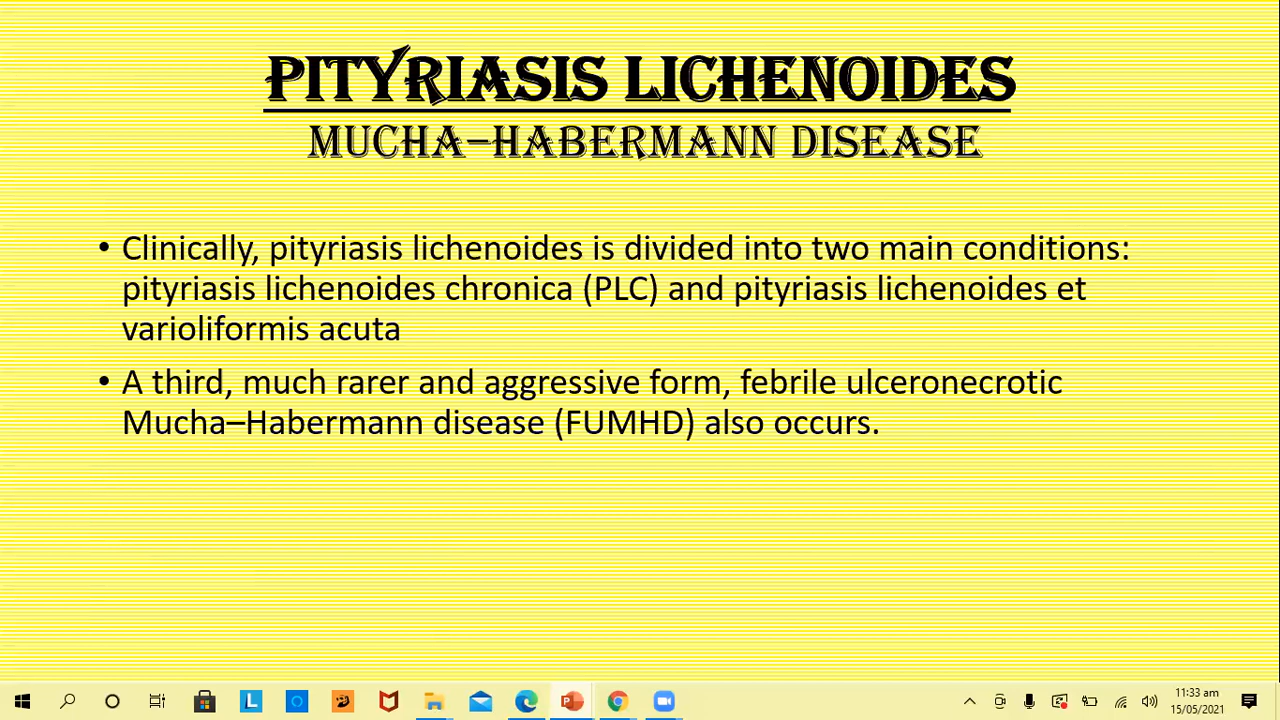 PITYRIASIS LICHENOIDES
MUCHA–HABERMANN DISEASE
• Clinically, pityriasis lichenoides is divided into two main conditions:
pityriasis lichenoides chronica (PLC) and pityriasis lichenoides et
varioliformis acuta
• A third, much rarer and aggressive form, febrile ulceronecrotic
Mucha–Habermann disease (FUMHD) also occurs.
L
11:33 am
15/05/2021